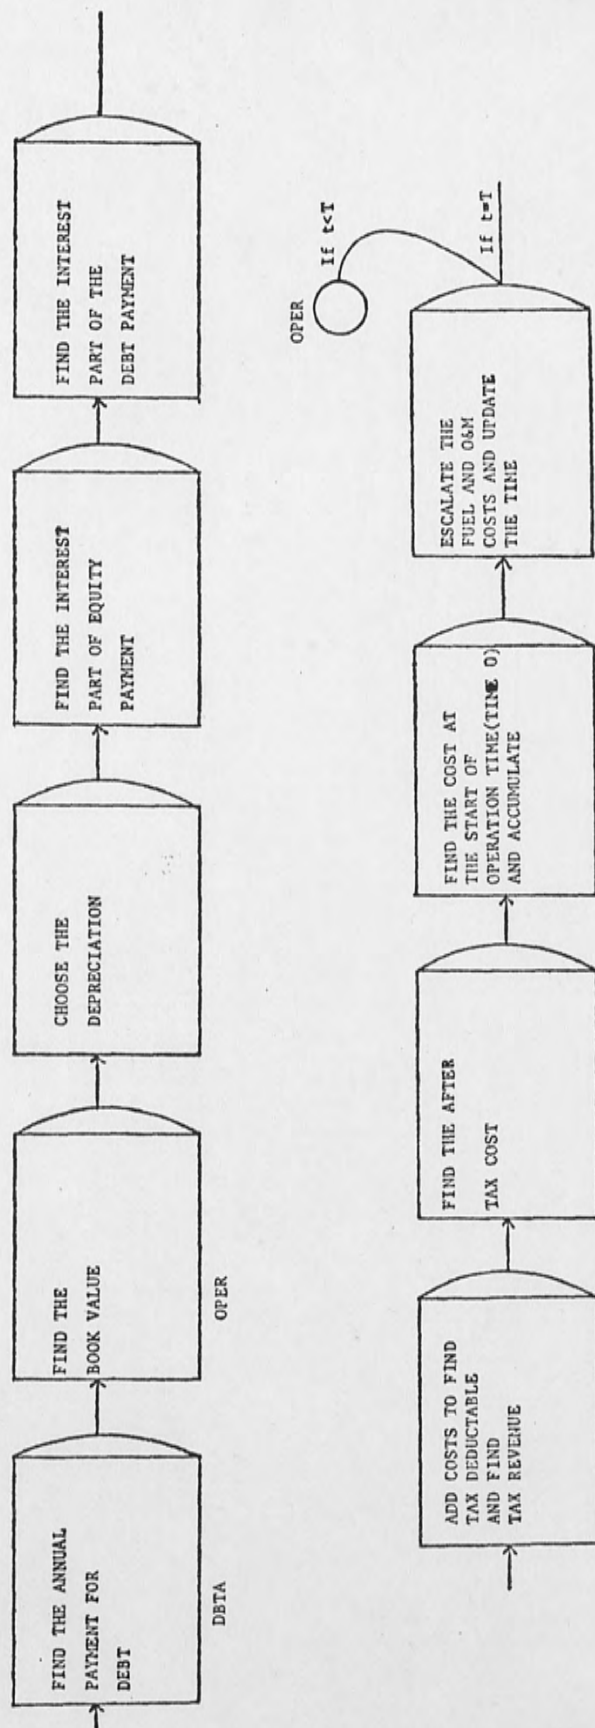 FIND THE ANNUAL
PAYMENT FOR
DEBT
DBTA
FIND THE
BOOK VALUE
OPER
CHOOSE THE
DEPRECIATION
FIND THE INTEREST
PART OF EQUITY
PAYMENT
FIND THE INTEREST
PART OF THE
DEBT PAYMENT
ADD COSTS TO FIND
TAX DEDUCTABLE
AND FIND
TAX REVENUE
FIND THE AFTER
TAX COST
FIND THE COST AT
THE START OF
OPERATION TIME(TIME 0)
AND ACCUMULATE
ESCALATE THE
FUEL AND O&M
COSTS AND UPDATE
THE TIME
OPER
If t<T
If t=T